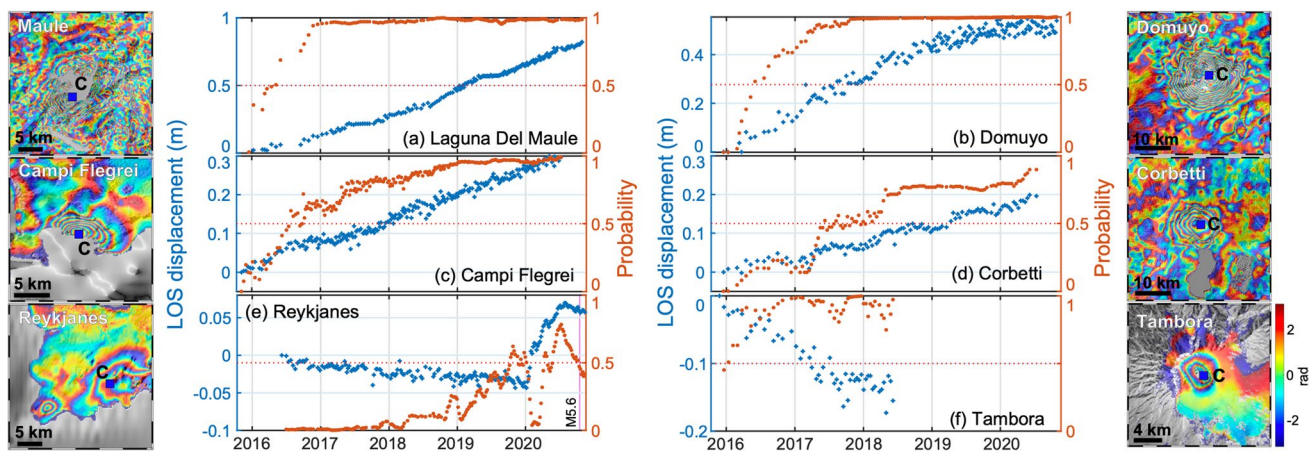 Maule
C
5 km
Campi Flegrei
C
5 km
Reykjanes
C
5 km
LOS displacement (m)
1
0.5
0
1
0.5
0
(a) Laguna Del Maule
0.3
0.2
0.1
0
1
0.5
0
(c) Campi Flegrei
0.05
0
-0.05
-0.1
1
0.5
0
(e) Reykjanes
M5.6
2016 2017 2018 2019 2020
Probability
LOS displacement (m)
0.4
0.2
0
1
0.5
0
(b) Domuyo
0.3
0.2
0.1
0
1
0.5
0
(d) Corbetti
0
-0.1
-0.2
1
0.5
0
(f) Tambora
2016 2017 2018 2019 2020
Probability
Domuyo
C
10 km
Corbetti
C
10 km
Tambora
C
4 km
2
0
-2
rad